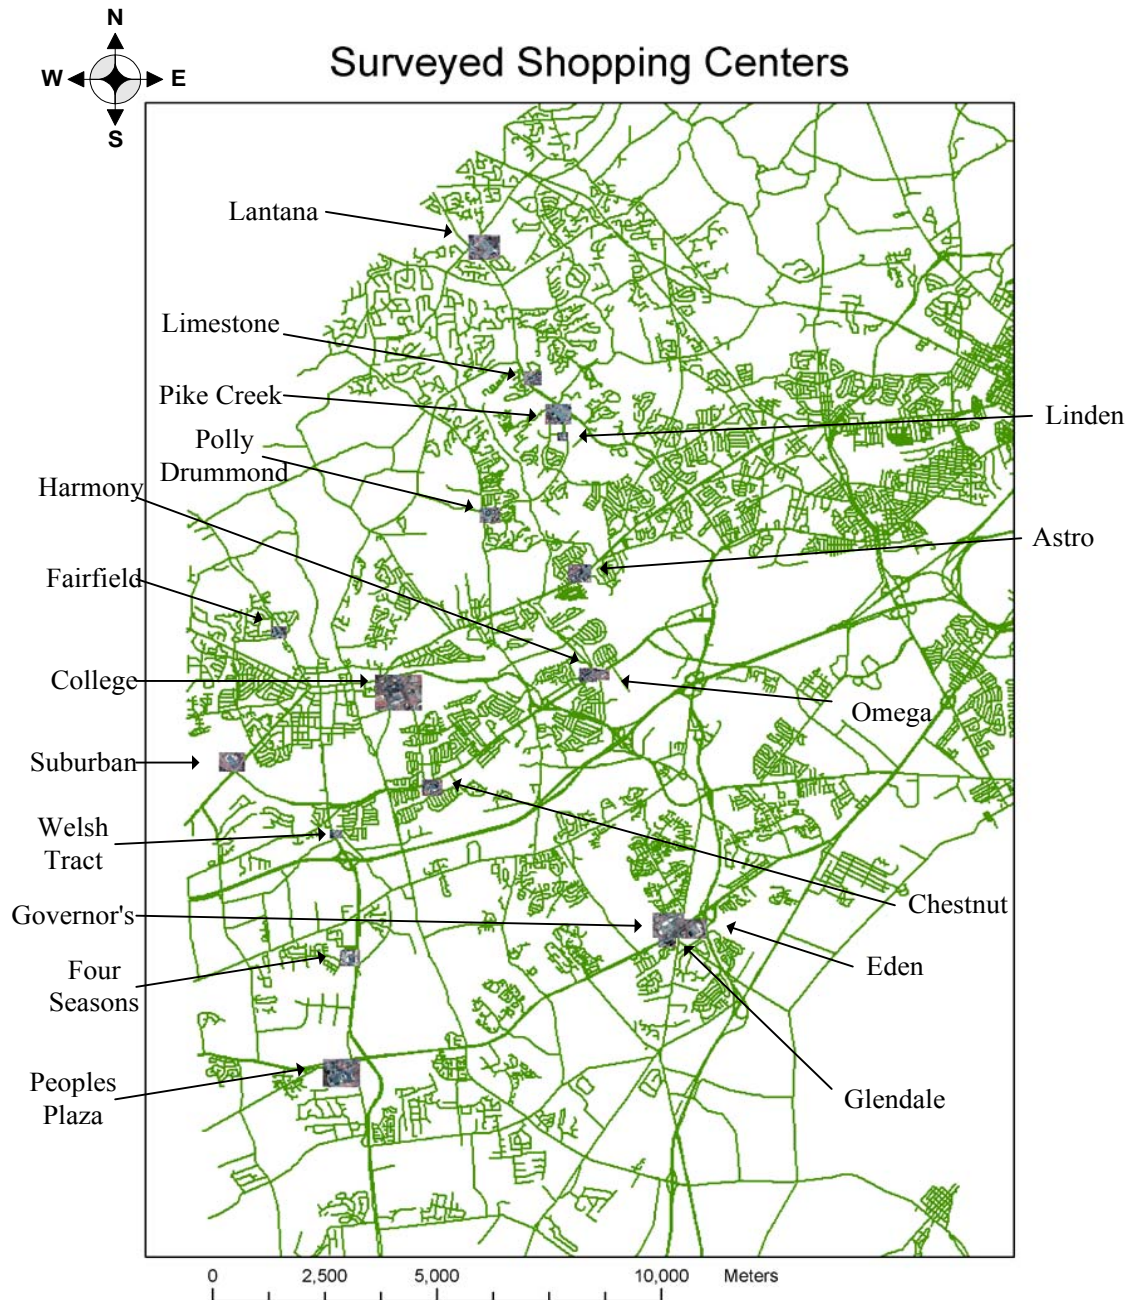 N
W E
S
Surveyed Shopping Centers
Lantana
Limestone
Pike Creek
Linden
Polly
Drummond
Harmony
Astro
Fairfield
College
Omega
Suburban
Welsh
Tract
Chestnut
Governor's
Eden
Four
Seasons
Peoples
Plaza
Glendale
0 2,500 5,000 10,000 Meters